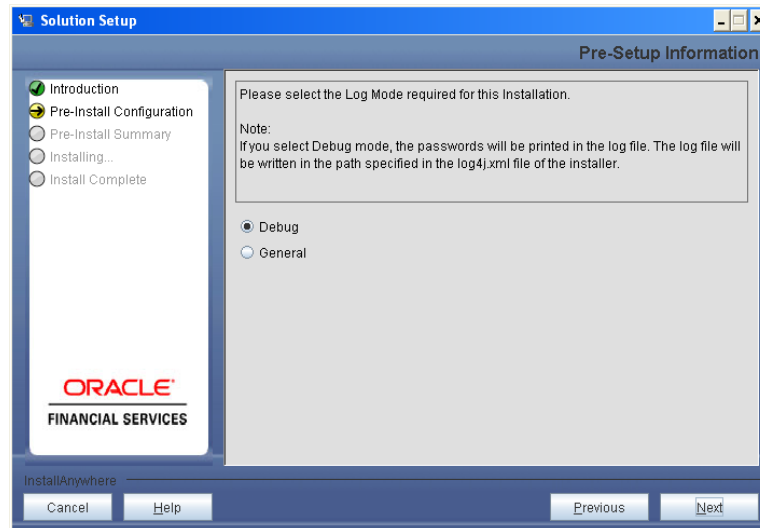 Solution Setup
Pre-Setup Information
Introduction
Pre-Install Configuration
Pre-Install Summary
Installing...
Install Complete
Please select the Log Mode required for this Installation.
Note:
If you select Debug mode, the passwords will be printed in the log file. The log file will
be written in the path specified in the log4j.xml file of the installer.
Debug
General
ORACLE
FINANCIAL SERVICES
InstallAnywhere
Cancel
Help
Previous
Next